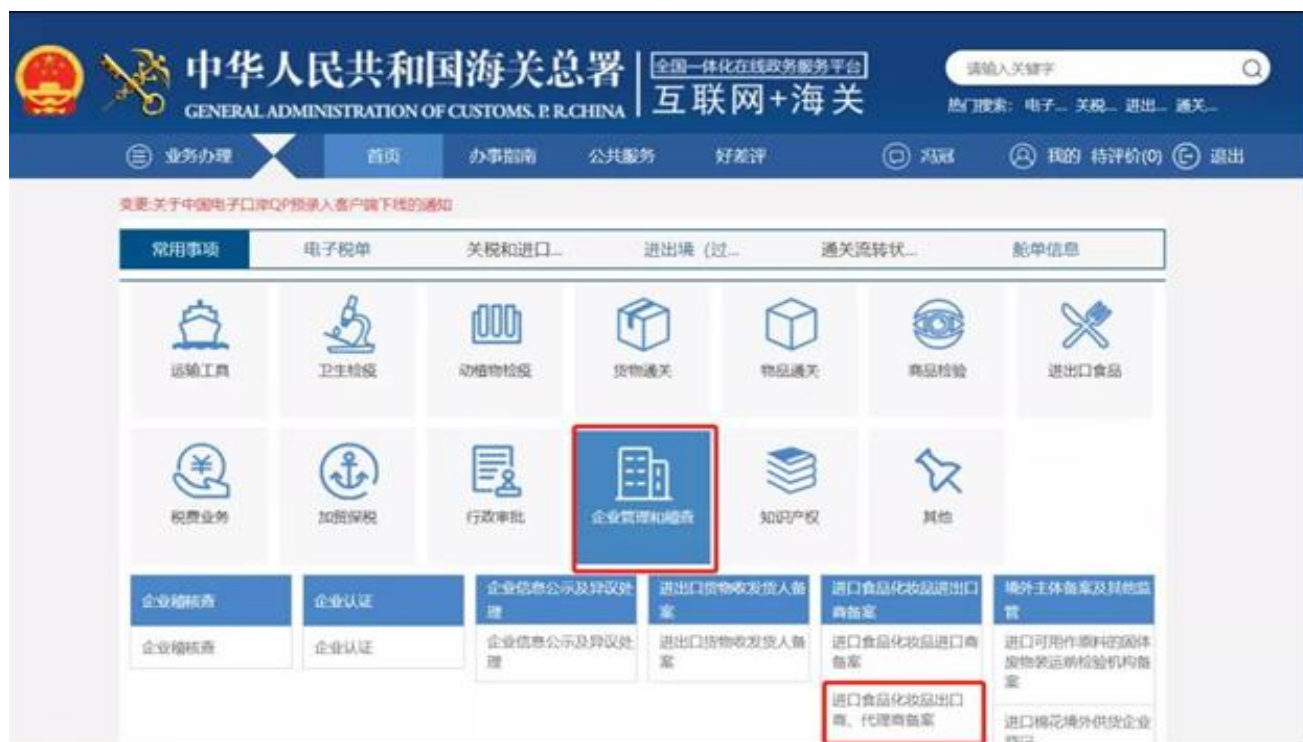 中华人民共和国海关总署
GENERAL ADMINISTRATION OF CUSTOMS, P. R.CHINA
全国一体化在线政务服务平台
互联网+海关
请输入关键字
热门搜索: 电子... 关税... 进出... 通关...
业务办理 首页 办事指南 公共服务 好差评 冯冠 我的 待评价(0) 退出
变更:关于中国电子口岸QP预录入客户端下线的通知
常用事项 电子税单 关税和进口... 进出境 (过... 通关流转状... 舱单信息
运输工具 卫生检疫 动植物检疫 货物通关 物品通关 商品检验 进出口食品
税费业务 加贸保税 行政审批 企业管理和稽查 知识产权 其他
企业稽核查
企业稽核查
企业认证
企业认证
企业信息公示及异议处
理
企业信息公示及异议处
理
进出口货物收发货人备
案
进出口货物收发货人备
案
进口食品化妆品进出口
商备案
进口食品化妆品进口商
备案
进口食品化妆品出口
商、代理商备案
境外主体备案及其他监
管
进口可用作原料的固体
废物装运前检验机构备
案
进口棉花境外供货企业